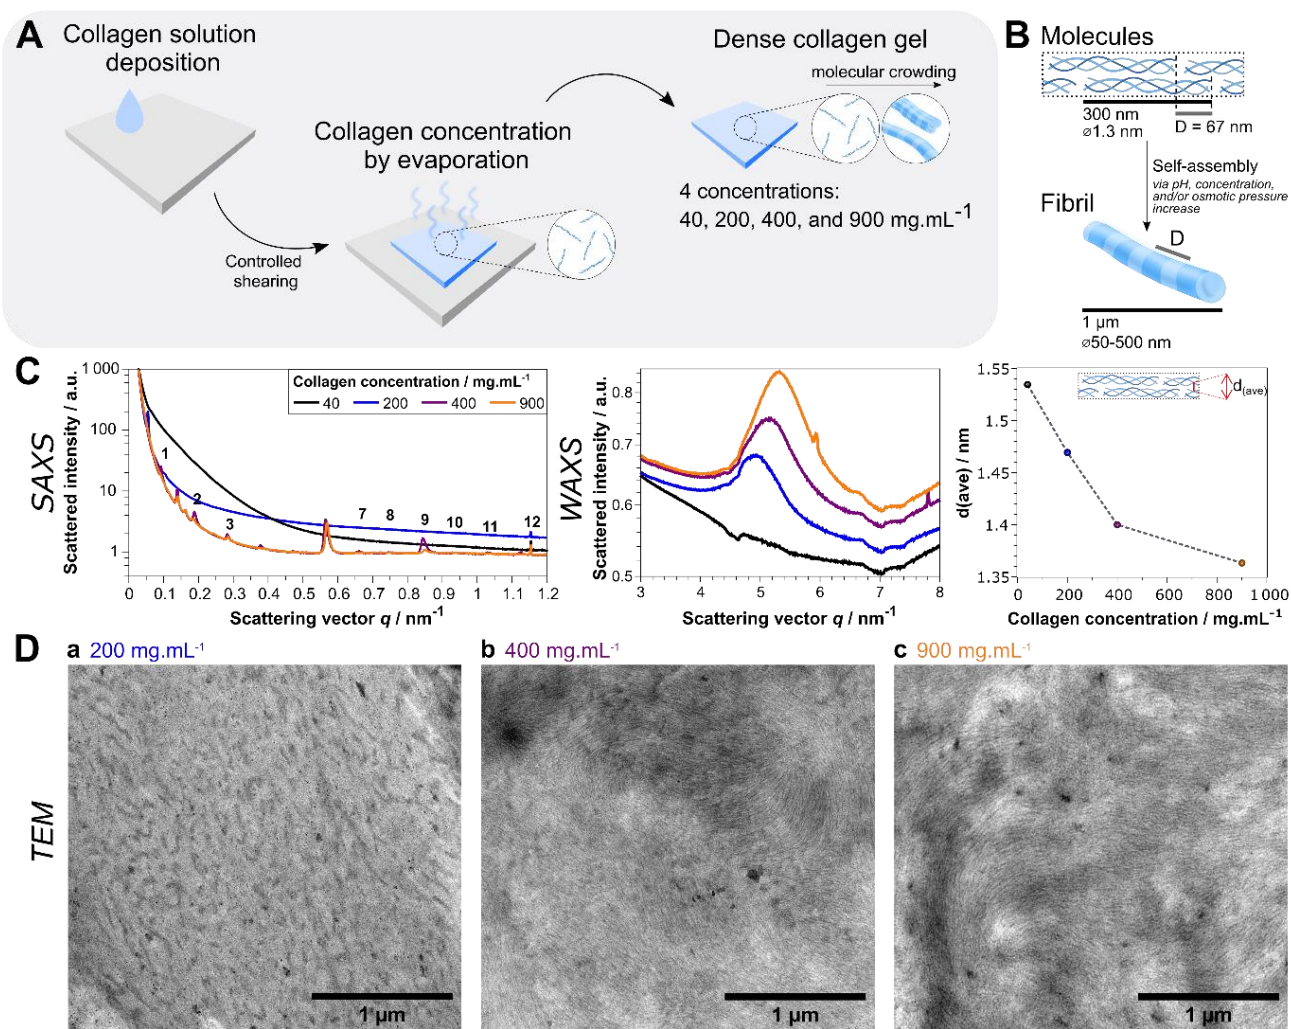 A
Collagen solution
deposition
Controlled
shearing
Collagen concentration
by evaporation
Dense collagen gel
molecular crowding
4 concentrations:
40, 200, 400, and 900 mg.mL⁻¹
B Molecules
300 nm
⌀1.3 nm
D = 67 nm
Self-assembly
via pH, concentration,
and/or osmotic pressure
increase
Fibril
D
1 µm
⌀50-500 nm
C
SAXS
Scattered intensity / a.u.
1 000
100
10
1
Collagen concentration / mg.mL⁻¹
40 200 400 900
1 2 3 7 8 9 10 11 12
0 0.1 0.2 0.3 0.4 0.5 0.6 0.7 0.8 0.9 1 1.1 1.2
Scattering vector q / nm⁻¹
WAXS
Scattered intensity / a.u.
0.8
0.7
0.6
0.5
3 4 5 6 7 8
Scattering vector q / nm⁻¹
d(ave) / nm
1.55
1.5
1.45
1.4
1.35
d(ave)
0 200 400 600 800 1 000
Collagen concentration / mg.mL⁻¹
D
TEM
a 200 mg.mL⁻¹
1 µm
b 400 mg.mL⁻¹
1 µm
c 900 mg.mL⁻¹
1 µm